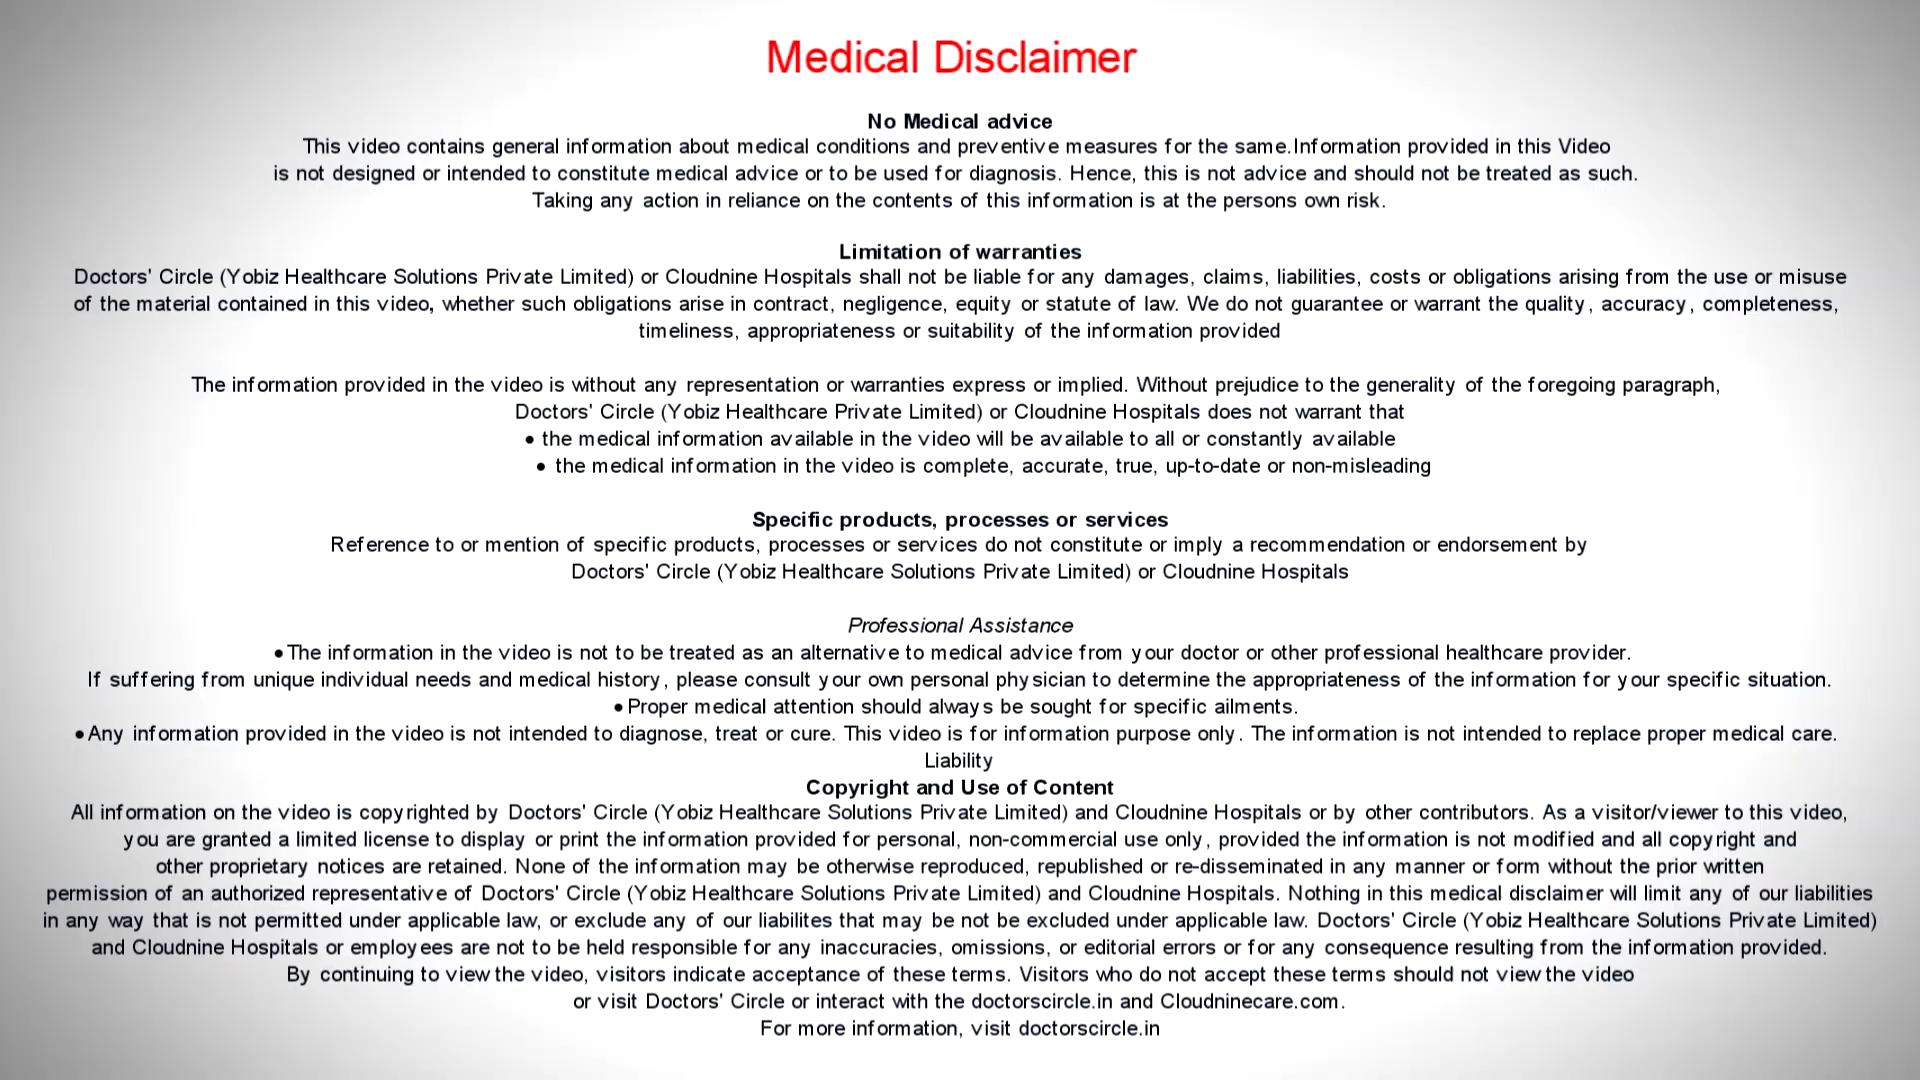 Medical Disclaimer
No Medical advice
This video contains general information about medical conditions and preventive measures for the same.Information provided in this Video
is not designed or intended to constitute medical advice or to be used for diagnosis. Hence, this is not advice and should not be treated as such.
Taking any action in reliance on the contents of this information is at the persons own risk.
Limitation of warranties
Doctors' Circle (Yobiz Healthcare Solutions Private Limited) or Cloudnine Hospitals shall not be liable for any damages, claims, liabilities, costs or obligations arising from the use or misuse
of the material contained in this video, whether such obligations arise in contract, negligence, equity or statute of law. We do not guarantee or warrant the quality, accuracy, completeness,
timeliness, appropriateness or suitability of the information provided
The information provided in the video is without any representation or warranties express or implied. Without prejudice to the generality of the foregoing paragraph,
Doctors' Circle (Yobiz Healthcare Private Limited) or Cloudnine Hospitals does not warrant that
• the medical information available in the video will be available to all or constantly available
• the medical information in the video is complete, accurate, true, up-to-date or non-misleading
Specific products, processes or services
Reference to or mention of specific products, processes or services do not constitute or imply a recommendation or endorsement by
Doctors' Circle (Yobiz Healthcare Solutions Private Limited) or Cloudnine Hospitals
Professional Assistance
•The information in the video is not to be treated as an alternative to medical advice from your doctor or other professional healthcare provider.
If suffering from unique individual needs and medical history, please consult your own personal physician to determine the appropriateness of the information for your specific situation.
•Proper medical attention should always be sought for specific ailments.
•Any information provided in the video is not intended to diagnose, treat or cure. This video is for information purpose only. The information is not intended to replace proper medical care.
Liability
Copyright and Use of Content
All information on the video is copyrighted by Doctors' Circle (Yobiz Healthcare Solutions Private Limited) and Cloudnine Hospitals or by other contributors. As a visitor/viewer to this video,
you are granted a limited license to display or print the information provided for personal, non-commercial use only, provided the information is not modified and all copyright and
other proprietary notices are retained. None of the information may be otherwise reproduced, republished or re-disseminated in any manner or form without the prior written
permission of an authorized representative of Doctors' Circle (Yobiz Healthcare Solutions Private Limited) and Cloudnine Hospitals. Nothing in this medical disclaimer will limit any of our liabilities
in any way that is not permitted under applicable law, or exclude any of our liabilites that may be not be excluded under applicable law. Doctors' Circle (Yobiz Healthcare Solutions Private Limited)
and Cloudnine Hospitals or employees are not to be held responsible for any inaccuracies, omissions, or editorial errors or for any consequence resulting from the information provided.
By continuing to view the video, visitors indicate acceptance of these terms. Visitors who do not accept these terms should not view the video
or visit Doctors' Circle or interact with the doctorscircle.in and Cloudninecare.com.
For more information, visit doctorscircle.in